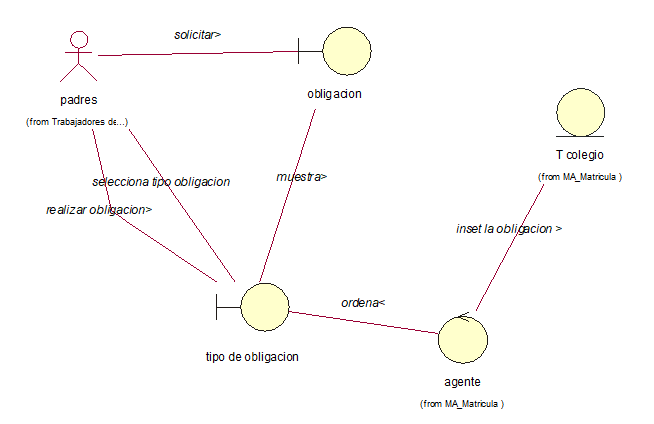 solicitar>
obligacion
padres
(from Trabajadores de...)
T colegio
(from MA_Matricula )
selecciona tipo obligacion
muestra>
realizar obligacion>
inset la obligacion >
ordena<
tipo de obligacion
agente
(from MA_Matricula )